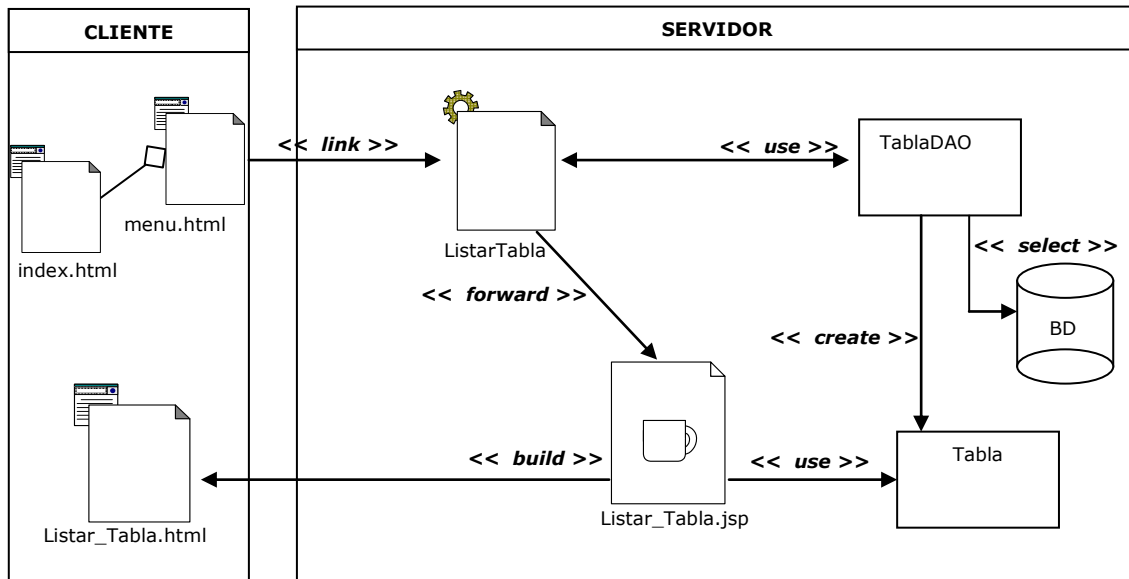 CLIENTE
SERVIDOR
<< link >>
<< use >>
TablaDAO
menu.html
index.html
ListarTabla
<< select >>
<< forward >>
<< create >>
BD
<< build >>
<< use >>
Tabla
Listar_Tabla.html
Listar_Tabla.jsp